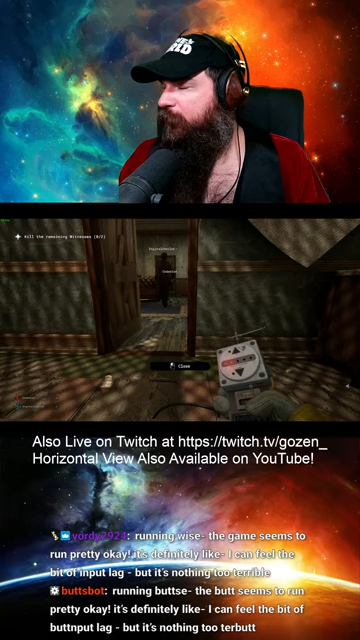 Kill the remaining Witnesses (0/2)
Close
Also Live on Twitch at https://twitch.tv/gozen_
Horizontal View Also Available on YouTube!
yordy2924: running wise- the game seems to
run pretty okay! it's definitely like- I can feel the
bit of input lag - but it's nothing too terrible
buttsbot: running buttse- the butt seems to run
pretty okay! it's definitely like- I can feel the bit of
buttnput lag - but it's nothing too terbutt